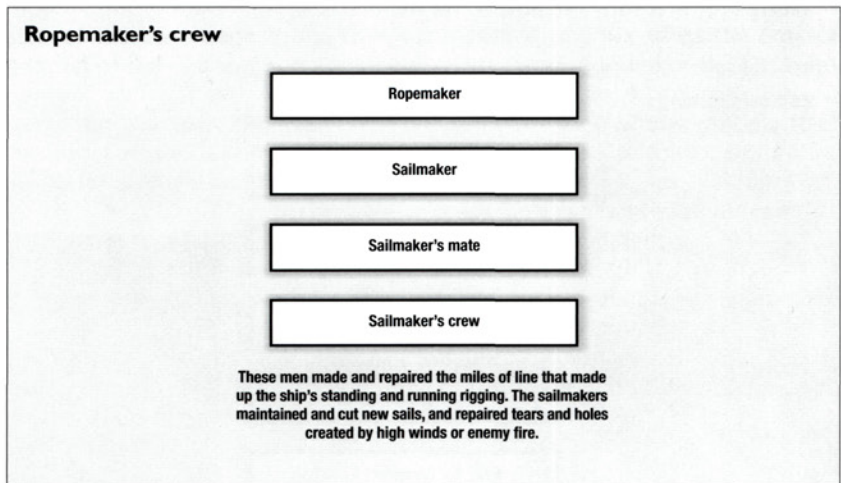 Ropemaker's crew
Ropemaker
Sailmaker
Sailmaker's mate
Sailmaker's crew
These men made and repaired the miles of line that made
up the ship's standing and running rigging. The sailmakers
maintained and cut new sails, and repaired tears and holes
created by high winds or enemy fire.